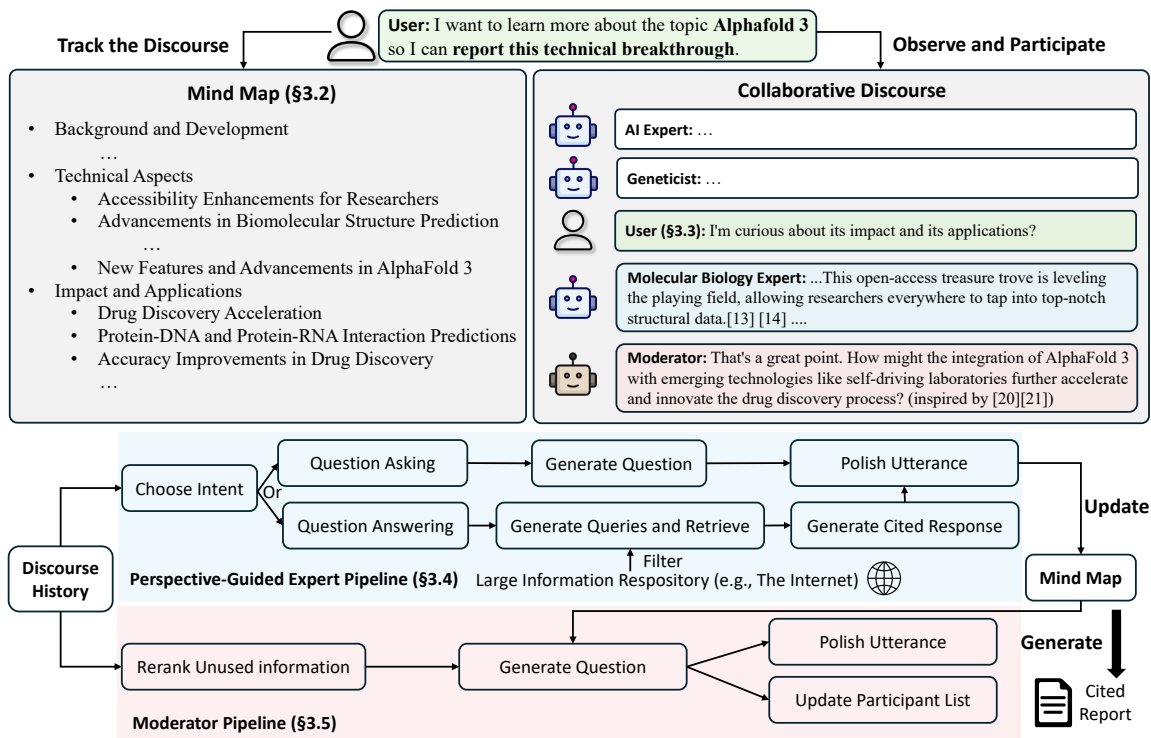 User: I want to learn more about the topic Alphafold 3
so I can report this technical breakthrough.
Track the Discourse
Observe and Participate
Mind Map (§3.2)
• Background and Development
…
• Technical Aspects
• Accessibility Enhancements for Researchers
• Advancements in Biomolecular Structure Prediction
…
• New Features and Advancements in AlphaFold 3
• Impact and Applications
• Drug Discovery Acceleration
• Protein-DNA and Protein-RNA Interaction Predictions
• Accuracy Improvements in Drug Discovery
…
Collaborative Discourse
AI Expert: …
Geneticist: …
User (§3.3): I'm curious about its impact and its applications?
Molecular Biology Expert: ...This open-access treasure trove is leveling
the playing field, allowing researchers everywhere to tap into top-notch
structural data.[13] [14] ....
Moderator: That's a great point. How might the integration of AlphaFold 3
with emerging technologies like self-driving laboratories further accelerate
and innovate the drug discovery process? (inspired by [20][21])
Discourse
History
Choose Intent
Or
Question Asking
Generate Question
Polish Utterance
Question Answering
Generate Queries and Retrieve
Generate Cited Response
Filter
Perspective-Guided Expert Pipeline (§3.4)
Large Information Respository (e.g., The Internet)
Update
Mind Map
Rerank Unused information
Generate Question
Polish Utterance
Update Participant List
Moderator Pipeline (§3.5)
Generate
Cited
Report